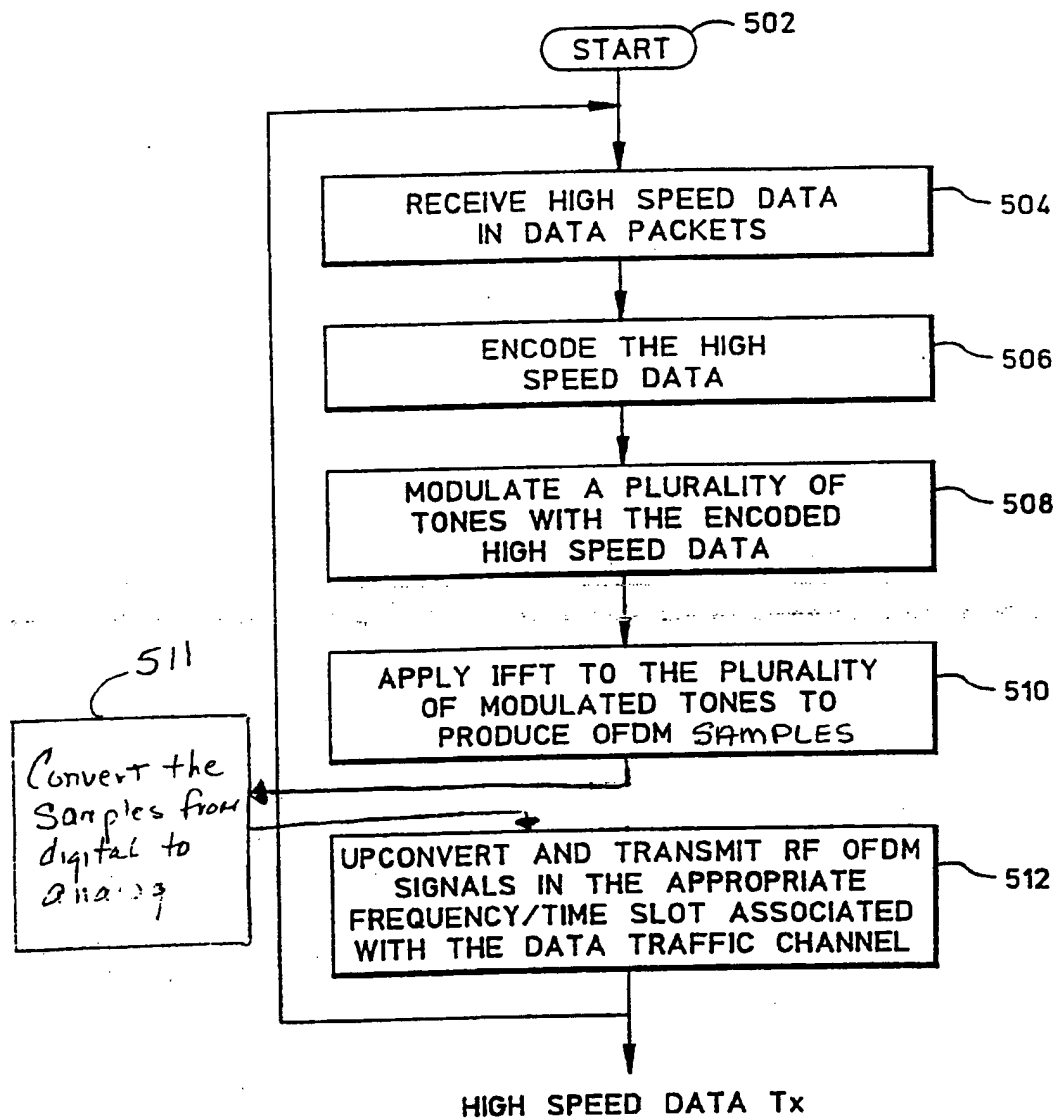 START
502
RECEIVE HIGH SPEED DATA
IN DATA PACKETS
504
ENCODE THE HIGH
SPEED DATA
506
MODULATE A PLURALITY OF
TONES WITH THE ENCODED
HIGH SPEED DATA
508
APPLY IFFT TO THE PLURALITY
OF MODULATED TONES TO
PRODUCE OFDM SAMPLES
510
511
Convert the
Samples from
digital to
analog
UPCONVERT AND TRANSMIT RF OFDM
SIGNALS IN THE APPROPRIATE
FREQUENCY/TIME SLOT ASSOCIATED
WITH THE DATA TRAFFIC CHANNEL
512
HIGH SPEED DATA Tx